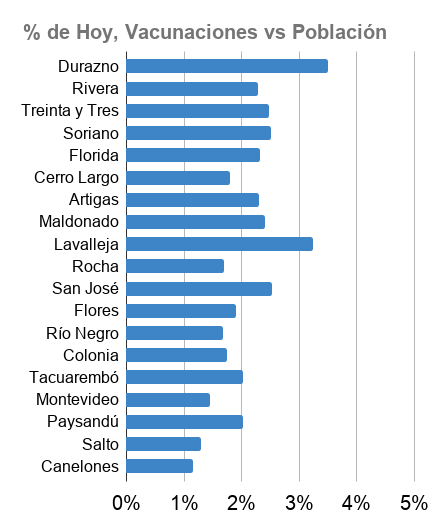 % de Hoy, Vacunaciones vs Población
Durazno
Rivera
Treinta y Tres
Soriano
Florida
Cerro Largo
Artigas
Maldonado
Lavalleja
Rocha
San José
Flores
Río Negro
Colonia
Tacuarembó
Montevideo
Paysandú
Salto
Canelones
0% 1% 2% 3% 4% 5%